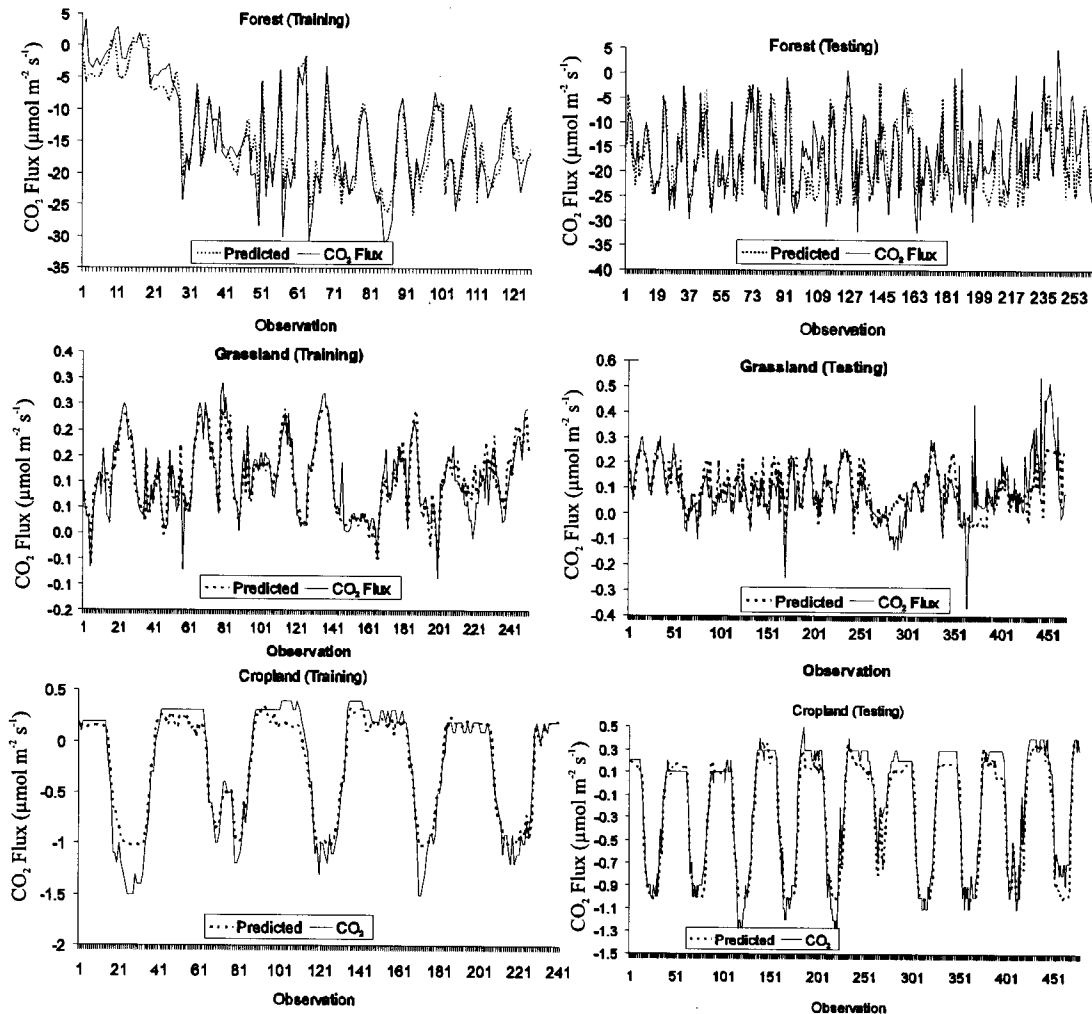 Forest (Training)
CO₂ Flux (µmol m⁻² s⁻¹)
5
0
-5
-10
-15
-20
-25
-30
-35
Predicted CO₂ Flux
1 11 21 31 41 51 61 71 81 91 101 111 121
Observation
Forest (Testing)
CO₂ Flux (µmol m⁻² s⁻¹)
5
0
-5
-10
-15
-20
-25
-30
-35
-40
Predicted CO₂ Flux
1 19 37 55 73 91 109 127 145 163 181 199 217 235 253
Observation
Grassland (Training)
CO₂ Flux (µmol m⁻² s⁻¹)
0.4
0.3
0.3
0.2
0.2
0.1
0.1
0.0
-0.1
-0.1
-0.2
Predicted CO₂ Flux
1 21 41 61 81 101 121 141 161 181 201 221 241
Observation
Grassland (Testing)
CO₂ Flux (µmol m⁻² s⁻¹)
0.6
0.5
0.4
0.3
0.2
0.1
0.0
-0.1
-0.2
-0.3
-0.4
Predicted CO₂ Flux
1 51 101 151 201 251 301 351 401 451
Observation
Cropland (Training)
CO₂ Flux (µmol m⁻² s⁻¹)
0.5
0
-0.5
-1
-1.5
-2
Predicted CO₂
1 21 41 61 81 101 121 141 161 181 201 221 241
Observation
Cropland (Testing)
CO₂ Flux (µmol m⁻² s⁻¹)
0.5
0.3
0.1
-0.1
-0.3
-0.5
-0.7
-0.9
-1.1
-1.3
-1.5
Predicted CO₂
1 51 101 151 201 251 301 351 401 451
Observation